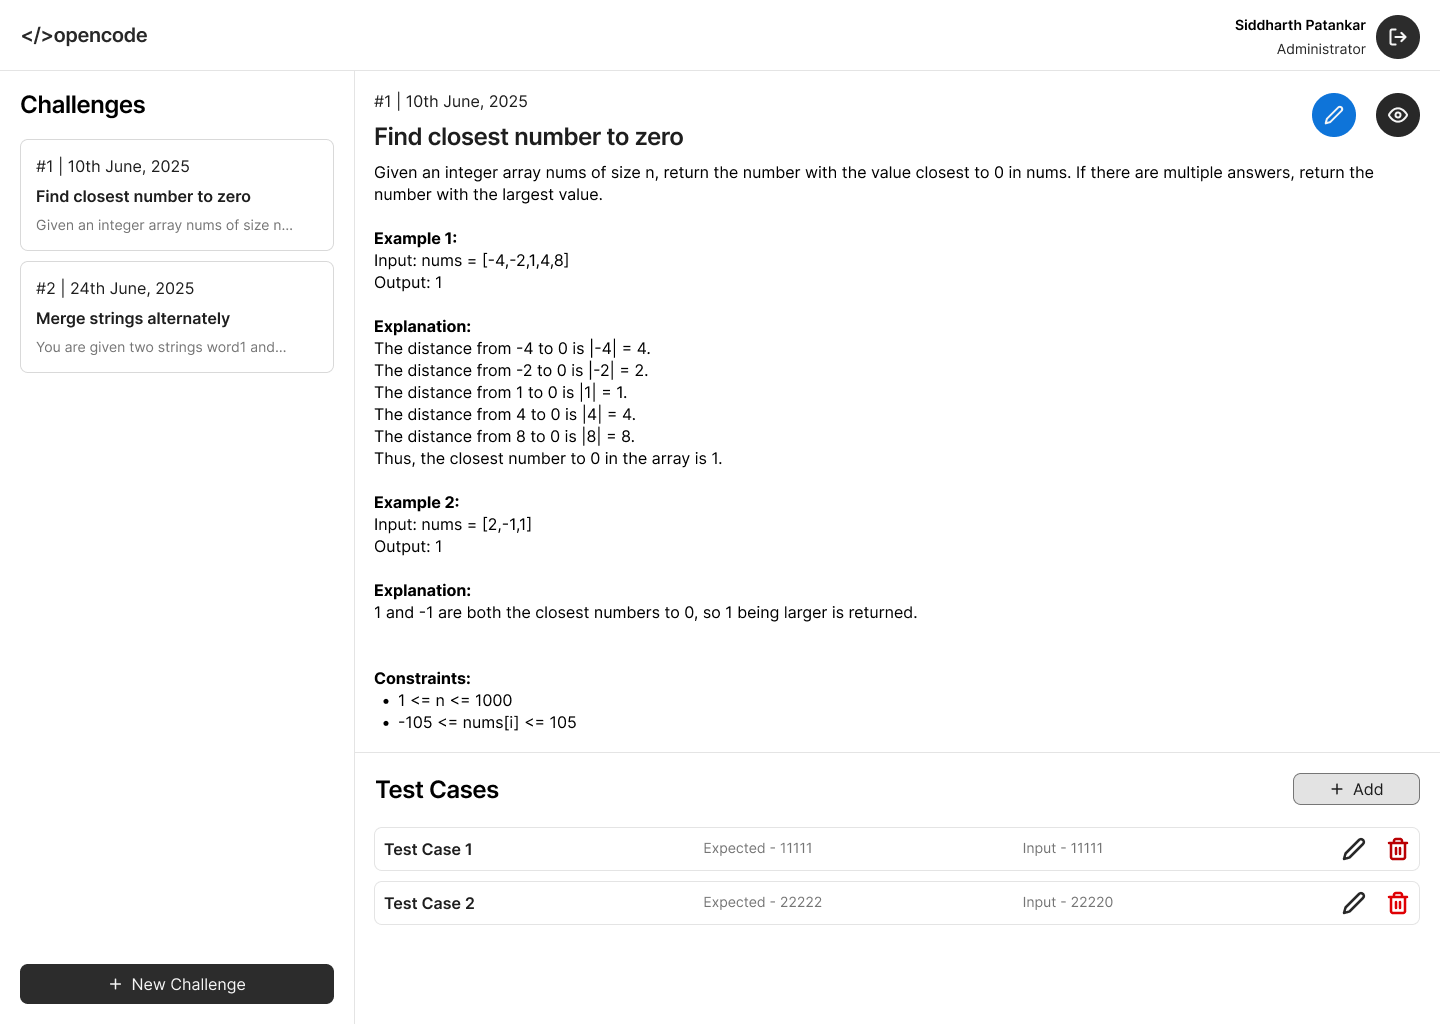 </>opencode
Siddharth Patankar
Administrator
Challenges
#1 | 10th June, 2025
Find closest number to zero
Given an integer array nums of size n...
#2 | 24th June, 2025
Merge strings alternately
You are given two strings word1 and...
+ New Challenge
#1 | 10th June, 2025
Find closest number to zero
Given an integer array nums of size n, return the number with the value closest to 0 in nums. If there are multiple answers, return the
number with the largest value.
Example 1:
Input: nums = [-4,-2,1,4,8]
Output: 1
Explanation:
The distance from -4 to 0 is |-4| = 4.
The distance from -2 to 0 is |-2| = 2.
The distance from 1 to 0 is |1| = 1.
The distance from 4 to 0 is |4| = 4.
The distance from 8 to 0 is |8| = 8.
Thus, the closest number to 0 in the array is 1.
Example 2:
Input: nums = [2,-1,1]
Output: 1
Explanation:
1 and -1 are both the closest numbers to 0, so 1 being larger is returned.
Constraints:
• 1 <= n <= 1000
• -105 <= nums[i] <= 105
Test Cases
+ Add
Test Case 1 Expected - 11111 Input - 11111
Test Case 2 Expected - 22222 Input - 22220